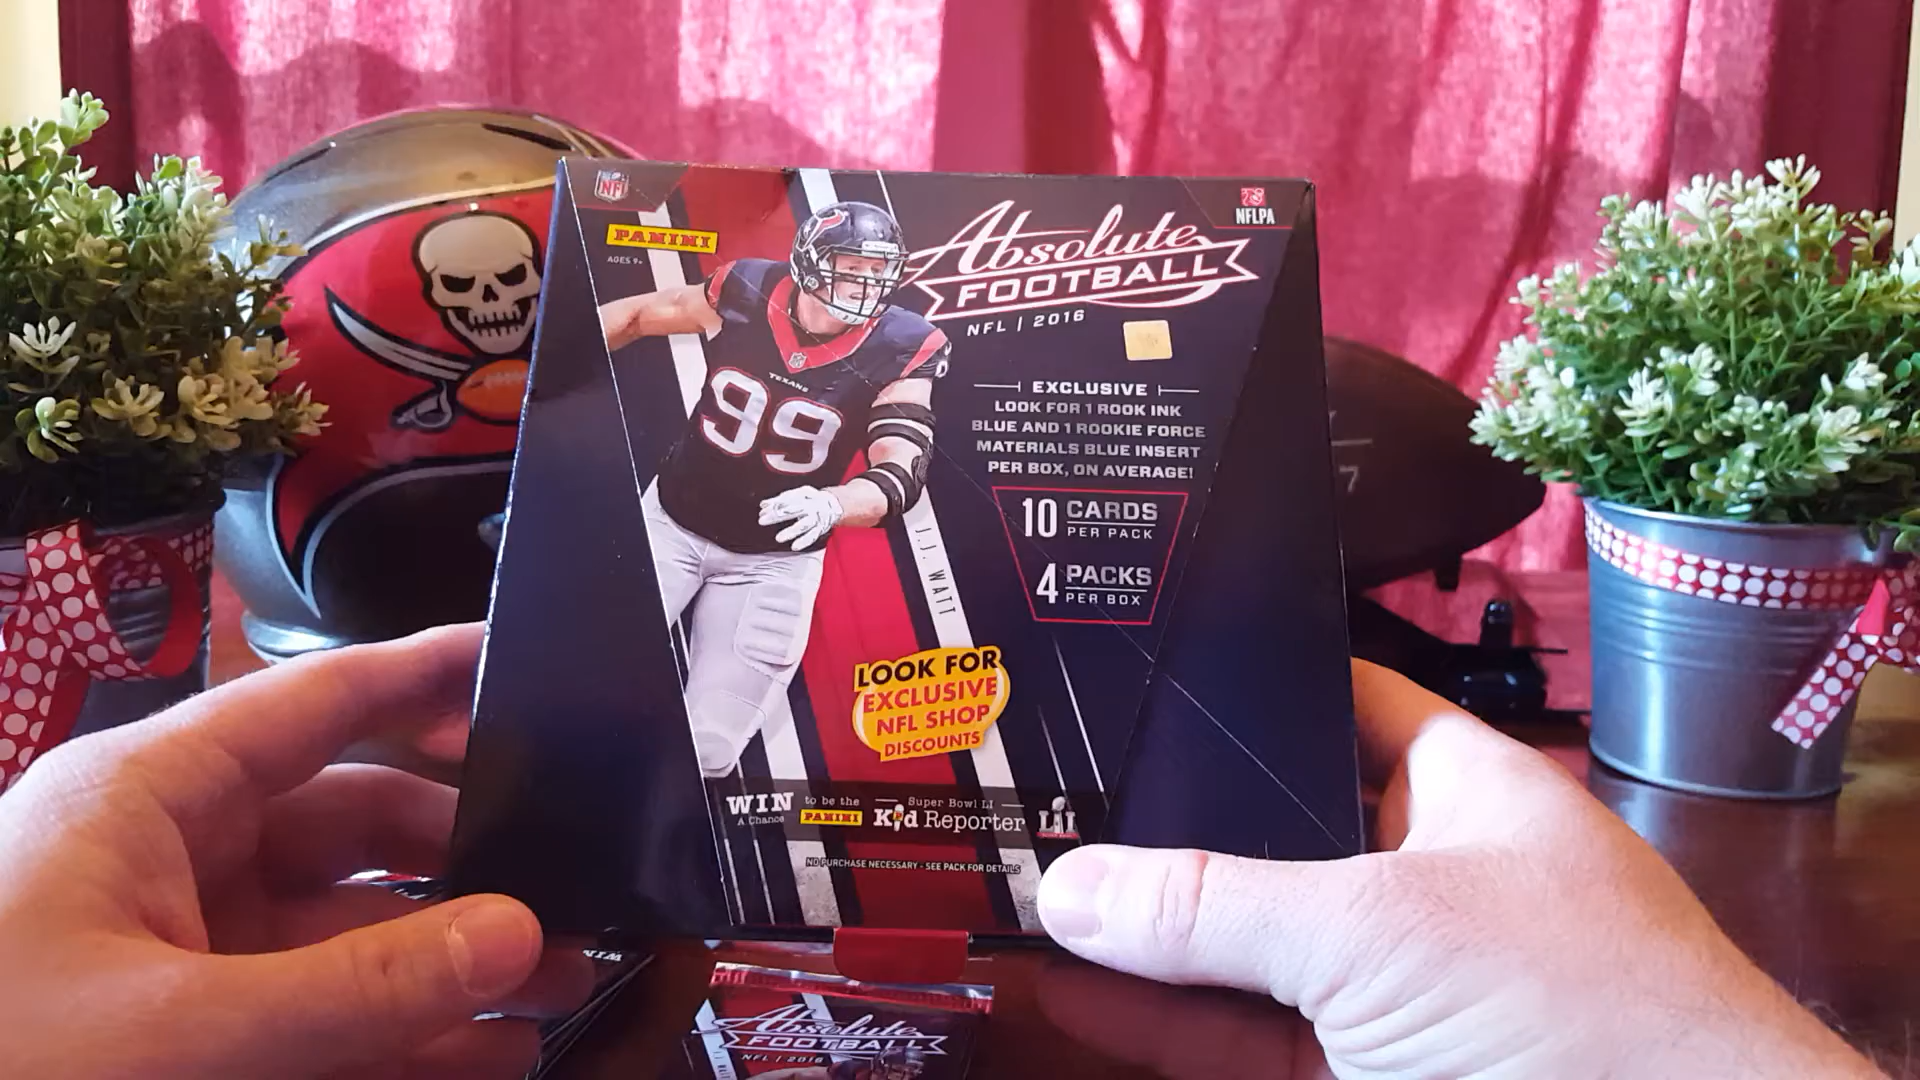 NFL
PANINI
AGES 9+
NFLPA
Absolute
FOOTBALL
NFL | 2016
TEXANS
99
EXCLUSIVE
LOOK FOR 1 ROOK INK
BLUE AND 1 ROOKIE FORCE
MATERIALS BLUE INSERT
PER BOX, ON AVERAGE!
10 CARDS
PER PACK
4 PACKS
PER BOX
J.J. WATT
LOOK FOR
EXCLUSIVE
NFL SHOP
DISCOUNTS
WIN to be the Super Bowl LI
A Chance PANINI Kid Reporter LI
NO PURCHASE NECESSARY - SEE PACK FOR DETAILS
WIN
Absolute
FOOTBALL
NFL | 2016